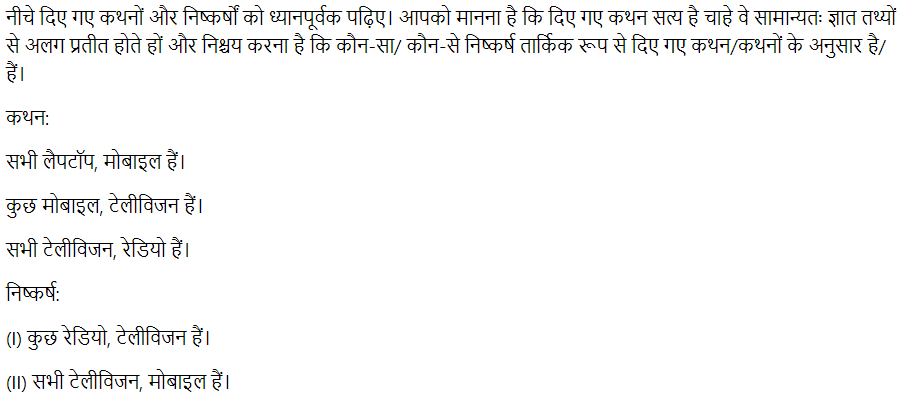 नीचे दिए गए कथनों और निष्कर्षों को ध्यानपूर्वक पढ़िए। आपको मानना है कि दिए गए कथन सत्य है चाहे वे सामान्यतः ज्ञात तथ्यों
से अलग प्रतीत होते हों और निश्चय करना है कि कौन-सा/ कौन-से निष्कर्ष तार्किक रूप से दिए गए कथन/कथनों के अनुसार है/
हैं।
कथन:
सभी लैपटॉप, मोबाइल हैं।
कुछ मोबाइल, टेलीविजन हैं।
सभी टेलीविजन, रेडियो हैं।
निष्कर्ष:
(I) कुछ रेडियो, टेलीविजन हैं।
(II) सभी टेलीविजन, मोबाइल हैं।